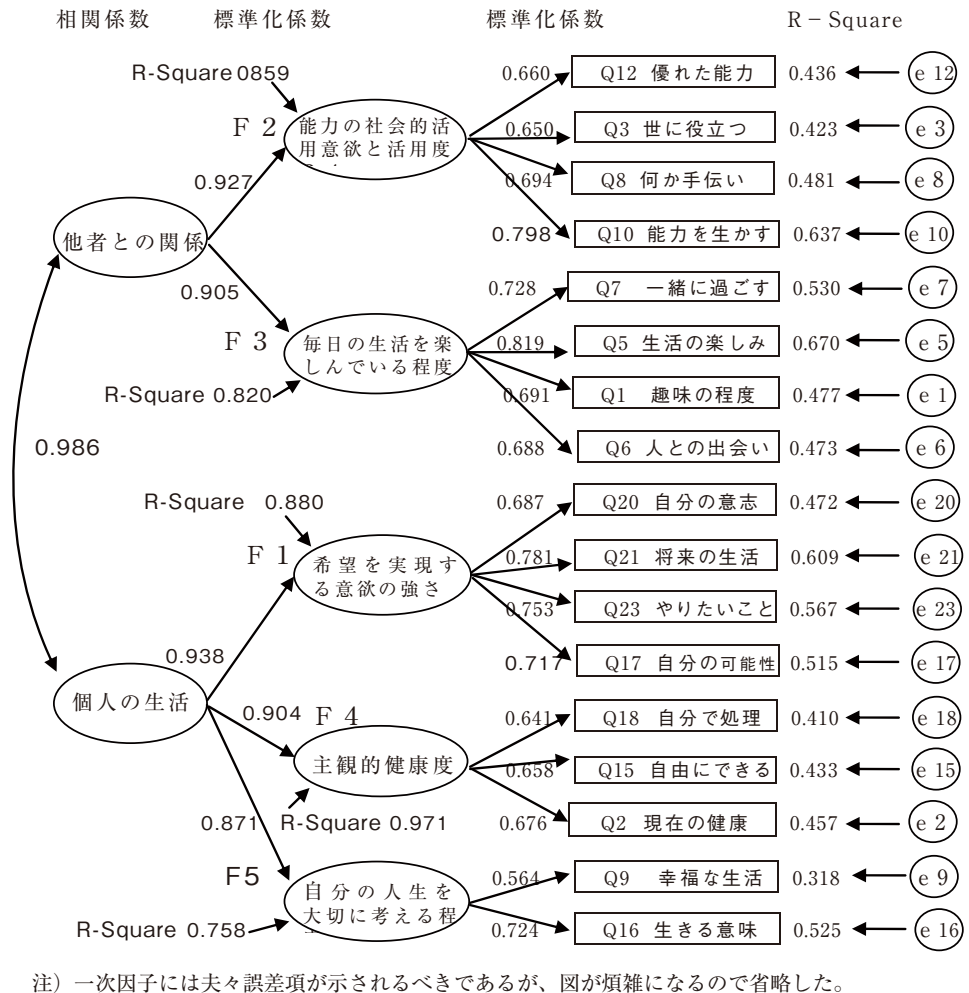 相関係数 標準化係数 標準化係数 R－Square
R-Square 0859
0.660 Q12 優れた能力 0.436 e 12
F 2 能力の社会的活
用意欲と活用度
0.650 Q3 世に役立つ 0.423 e 3
0.927
0.694 Q8 何か手伝い 0.481 e 8
他者との関係
0.798 Q10 能力を生かす 0.637 e 10
0.905
0.728 Q7 一緒に過ごす 0.530 e 7
F 3 毎日の生活を楽
しんでいる程度
0.819 Q5 生活の楽しみ 0.670 e 5
R-Square 0.820
0.691 Q1 趣味の程度 0.477 e 1
0.986
0.688 Q6 人との出会い 0.473 e 6
R-Square 0.880
0.687 Q20 自分の意志 0.472 e 20
F 1 希望を実現す
る意欲の強さ
0.781 Q21 将来の生活 0.609 e 21
0.753 Q23 やりたいこと 0.567 e 23
0.938
0.717 Q17 自分の可能性 0.515 e 17
個人の生活
0.904 F 4
0.641 Q18 自分で処理 0.410 e 18
主観的健康度
0.658 Q15 自由にできる 0.433 e 15
0.871 R-Square 0.971
0.676 Q2 現在の健康 0.457 e 2
F5 自分の人生を
大切に考える程
0.564 Q9 幸福な生活 0.318 e 9
R-Square 0.758
0.724 Q16 生きる意味 0.525 e 16
注）一次因子には夫々誤差項が示されるべきであるが、図が煩雑になるので省略した。